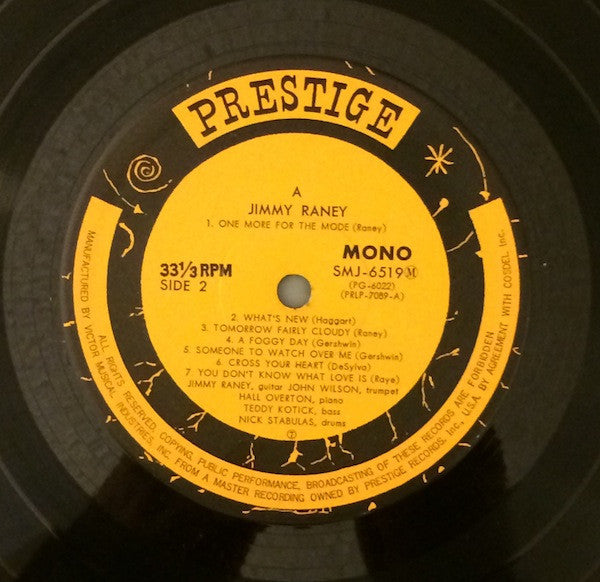 PRESTIGE
A
JIMMY RANEY
1. ONE MORE FOR THE MODE (Raney)
33⅓ RPM
SIDE 2
MONO
SMJ-6519 Ⓜ
(PG-6022)
(PRLP-7089-A)
2. WHAT'S NEW (Haggart)
3. TOMORROW FAIRLY CLOUDY (Raney)
4. A FOGGY DAY (Gershwin)
5. SOMEONE TO WATCH OVER ME (Gershwin)
6. CROSS YOUR HEART (DeSylva)
7. YOU DON'T KNOW WHAT LOVE IS (Raye)
JIMMY RANEY, guitar JOHN WILSON, trumpet
HALL OVERTON, piano
TEDDY KOTICK, bass
NICK STABULAS, drums
MANUFACTURED BY VICTOR MUSICAL INDUSTRIES, INC. FROM A MASTER RECORDING OWNED BY PRESTIGE RECORDS, Inc., U.S.A. BY AGREEMENT WITH COSDEL Inc.
ALL RIGHTS RESERVED, COPYING, PUBLIC PERFORMANCE, BROADCASTING OF THESE RECORDS ARE FORBIDDEN